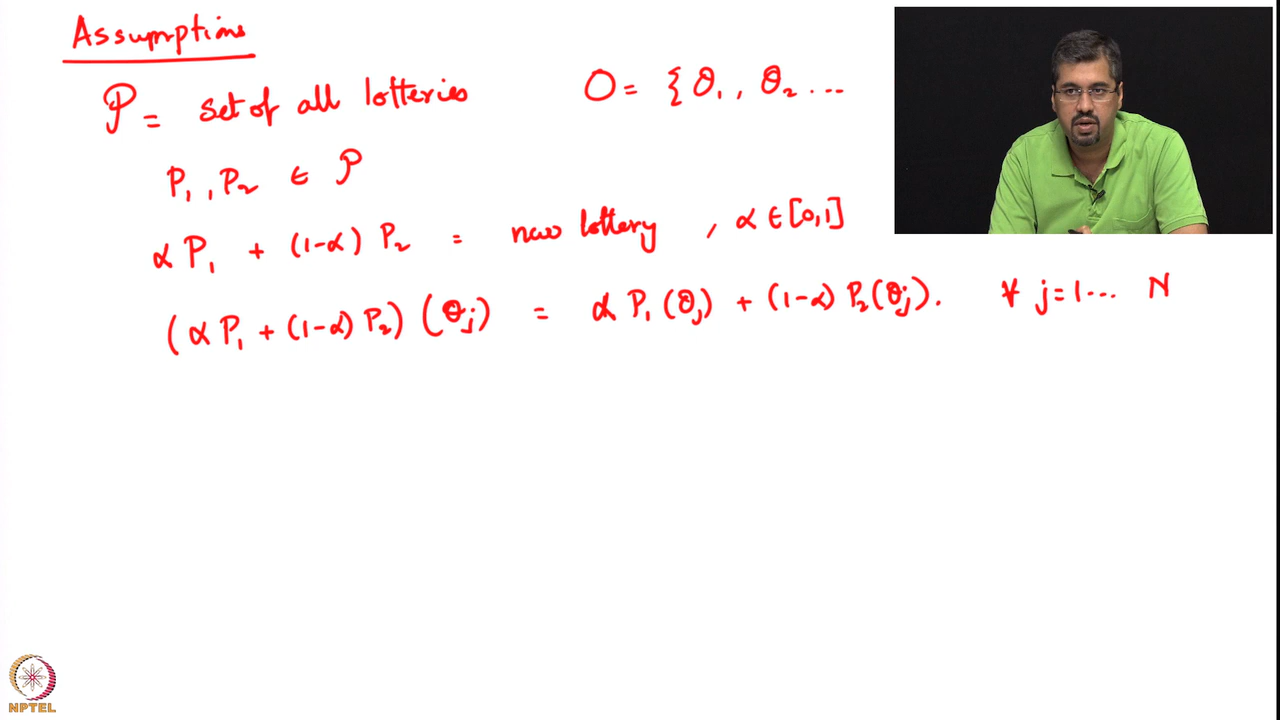 Assumptions
𝒫 = set of all lotteries O = { θ₁, θ₂ ...
P₁, P₂ ∈ 𝒫
α P₁ + (1-α) P₂ = new lottery , α ∈ [0,1]
(α P₁ + (1-α) P₂) (θⱼ) = α P₁ (θⱼ) + (1-α) P₂ (θⱼ). ∀ j=1... N
NPTEL